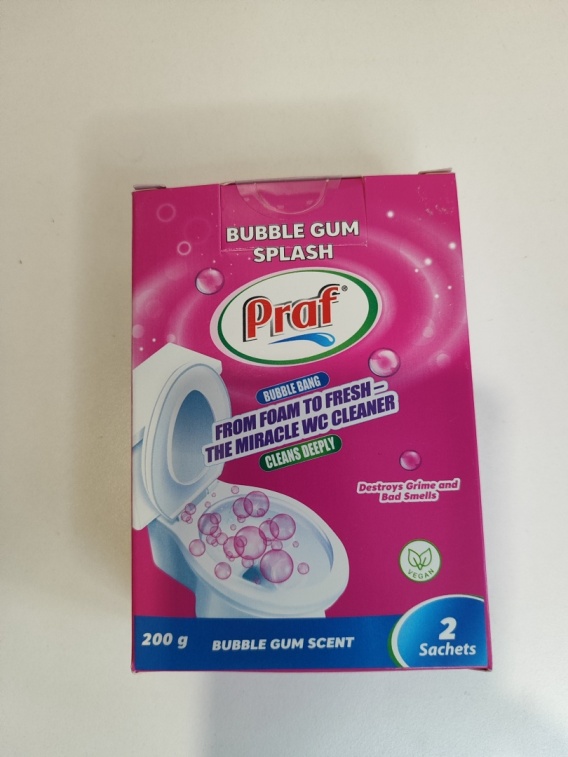 BUBBLE GUM
SPLASH
Praf®
BUBBLE BANG
FROM FOAM TO FRESH –
THE MIRACLE WC CLEANER
CLEANS DEEPLY
Destroys Grime and
Bad Smells
VEGAN
200 g
BUBBLE GUM SCENT
2
Sachets